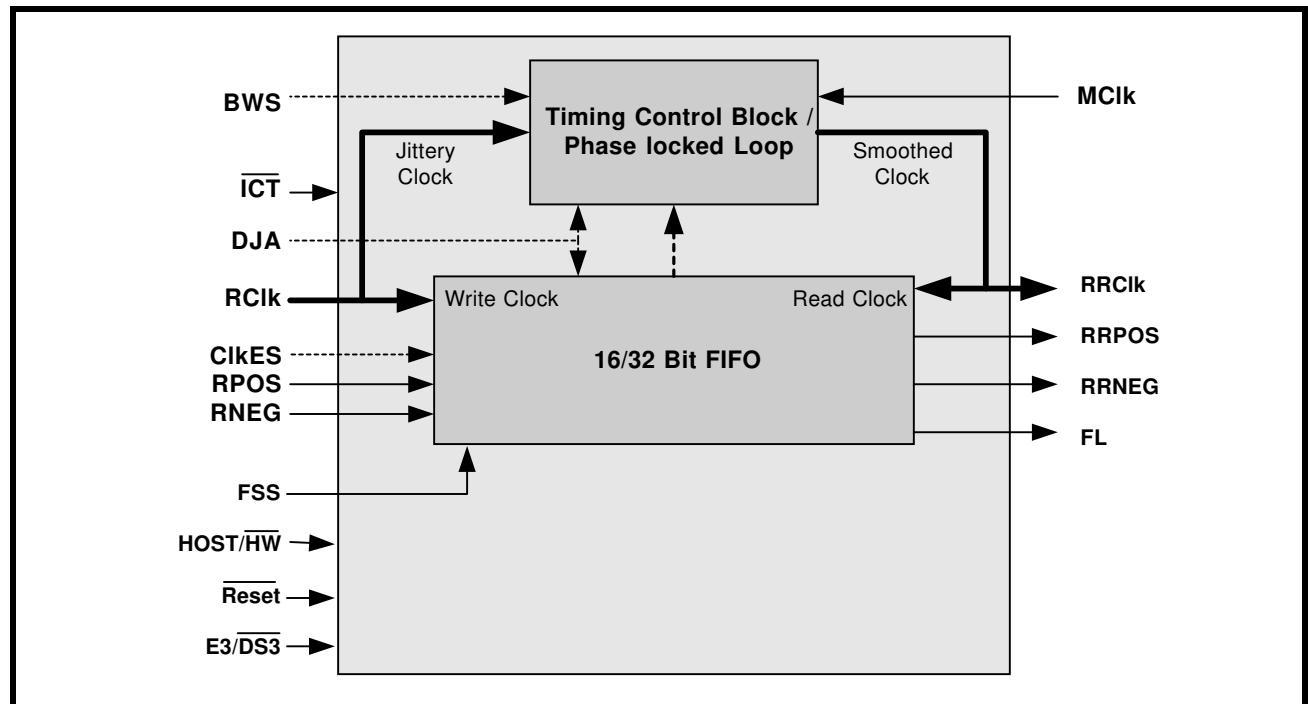 BWS
ICT
DJA
RClk
ClkES
RPOS
RNEG
FSS
HOST/HW
Reset
E3/DS3
Timing Control Block /
Phase locked Loop
Jittery
Clock
Smoothed
Clock
Write Clock
Read Clock
16/32 Bit FIFO
MClk
RRClk
RRPOS
RRNEG
FL